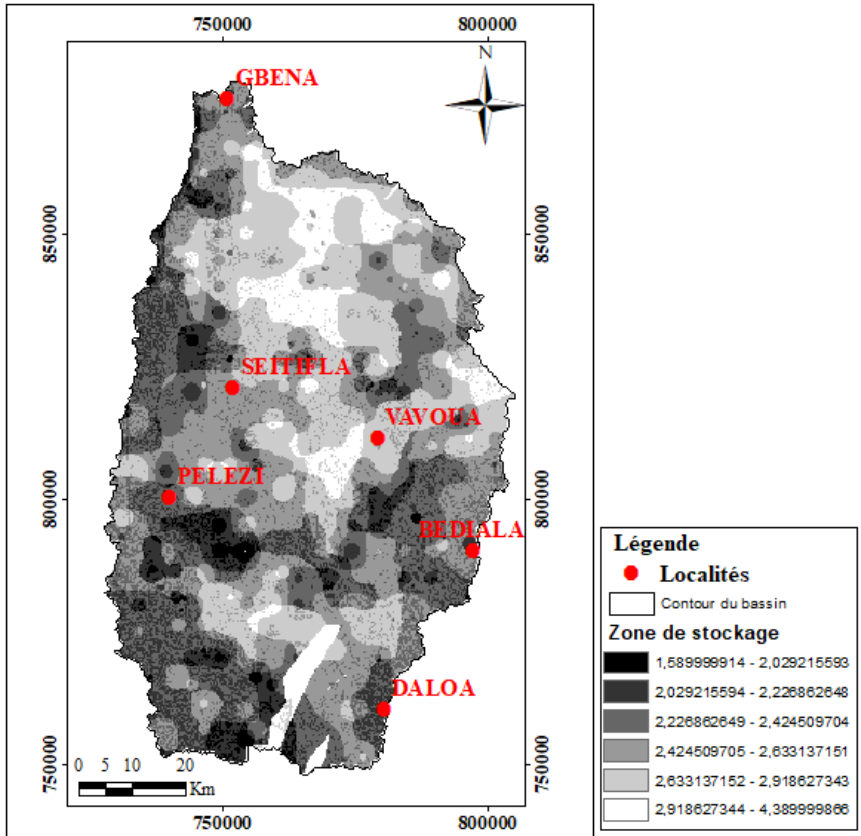 750000 800000
N
GBENA
850000 850000
SEITIFLA
VAVOUA
PELEZI
800000 800000
BEDIALA
DALOA
750000 750000
0 5 10 20
Km
750000 800000
Légende
Localités
Contour du bassin
Zone de stockage
1,589999914 - 2,029215593
2,029215594 - 2,226862648
2,226862649 - 2,424509704
2,424509705 - 2,633137151
2,633137152 - 2,918627343
2,918627344 - 4,389999866